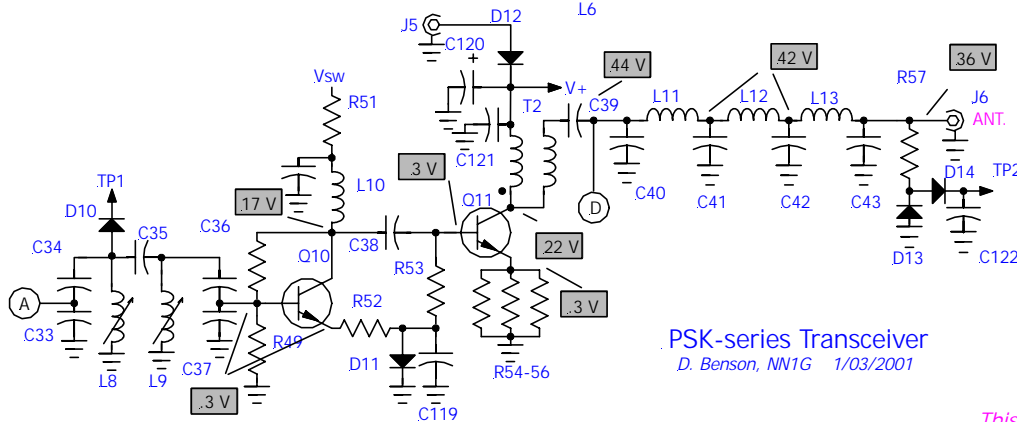 L6
D12
J5
C120
+
.44 V
.42 V
R57
.36 V
Vsw
V+
T2
C39
L11
L12
L13
J6
R51
ANT.
C121
TP1
L10
.3 V
Q11
D14
TP2
D10
.17 V
C40
D
C41
C42
C43
C34
C35
C36
C38
.22 V
D13
C122
Q10
R53
A
R52
.3 V
C33
PSK-series Transceiver
C37
R49
D11
D. Benson, NN1G 1/03/2001
L8
L9
R54-56
.3 V
C119
This